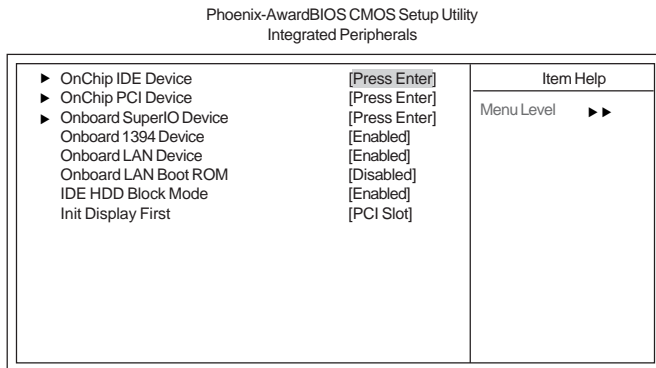 Phoenix-AwardBIOS CMOS Setup Utility
Integrated Peripherals
▶ OnChip IDE Device [Press Enter]
▶ OnChip PCI Device [Press Enter]
▶ Onboard SuperIO Device [Press Enter]
Onboard 1394 Device [Enabled]
Onboard LAN Device [Enabled]
Onboard LAN Boot ROM [Disabled]
IDE HDD Block Mode [Enabled]
Init Display First [PCI Slot]
Item Help
Menu Level ▶▶